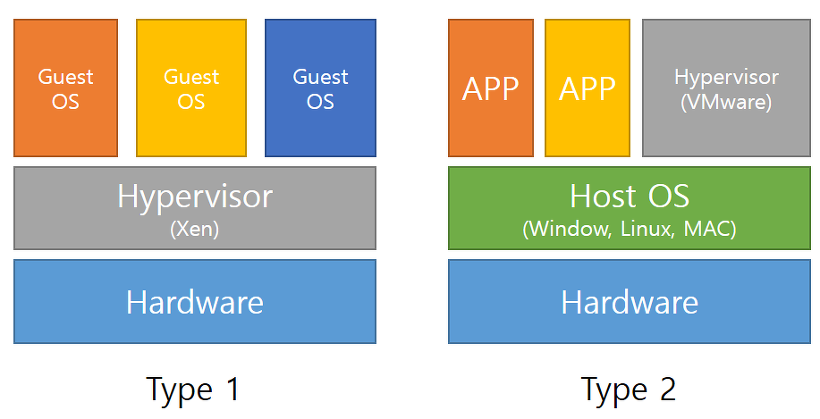 Guest
OS
Guest
OS
Guest
OS
Hypervisor
(Xen)
Hardware
Type 1
APP
APP
Hypervisor
(VMware)
Host OS
(Window, Linux, MAC)
Hardware
Type 2